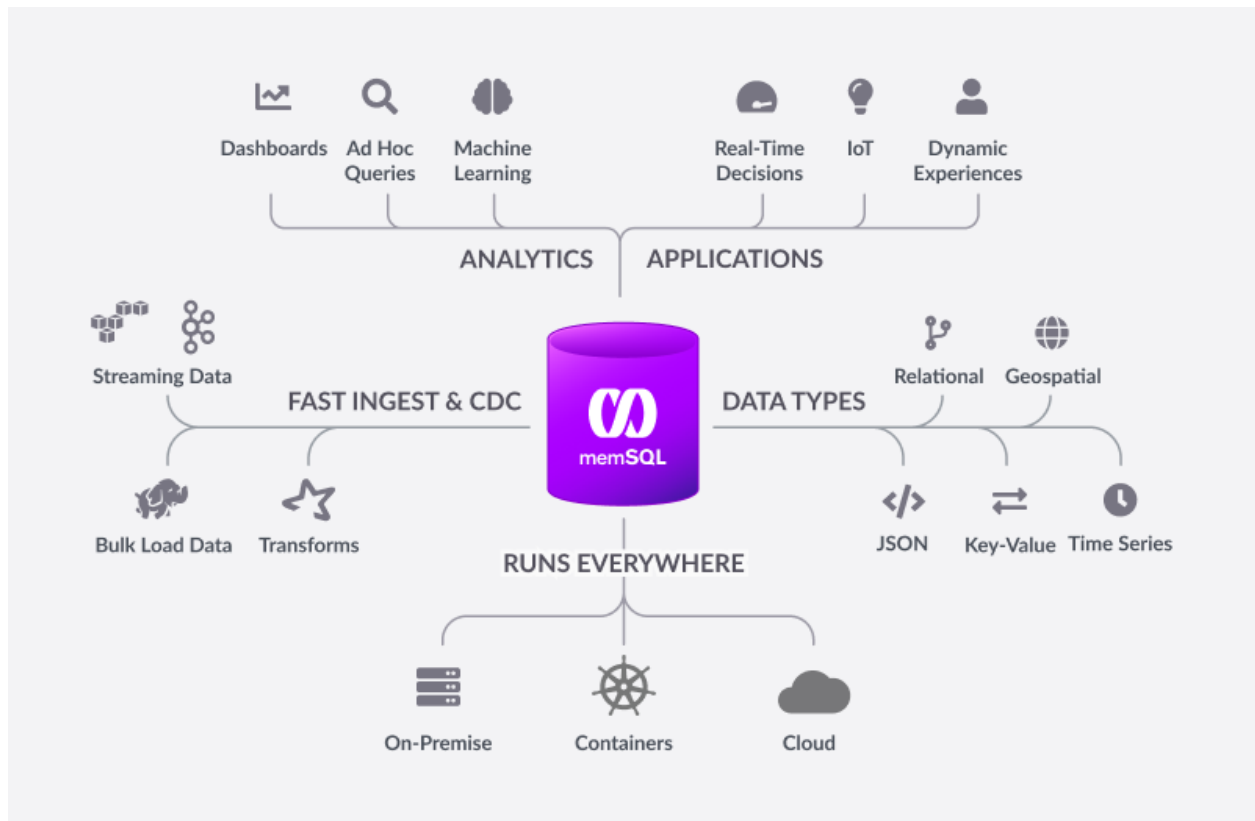 Dashboards
Ad Hoc
Queries
Machine
Learning
Real-Time
Decisions
IoT
Dynamic
Experiences
ANALYTICS
APPLICATIONS
Streaming Data
FAST INGEST & CDC
Bulk Load Data
Transforms
memSQL
DATA TYPES
Relational
Geospatial
JSON
Key-Value
Time Series
RUNS EVERYWHERE
On-Premise
Containers
Cloud